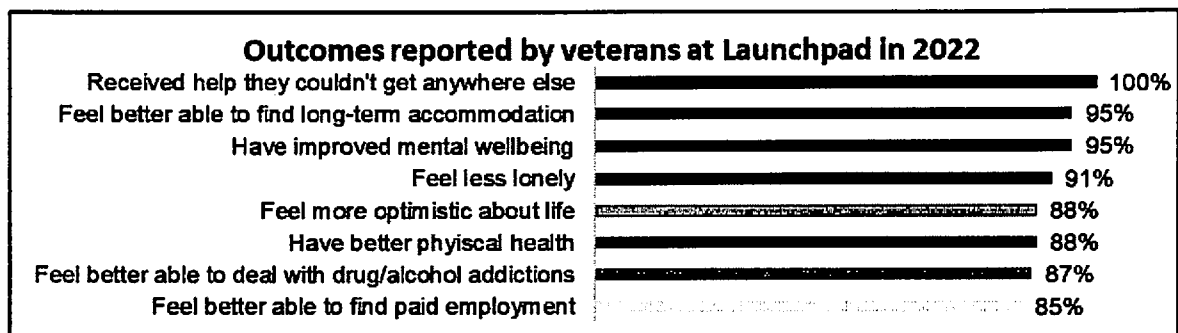 Outcomes reported by veterans at Launchpad in 2022
Received help they couldn't get anywhere else 100%
Feel better able to find long-term accommodation 95%
Have improved mental wellbeing 95%
Feel less lonely 91%
Feel more optimistic about life 88%
Have better phyiscal health 88%
Feel better able to deal with drug/alcohol addictions 87%
Feel better able to find paid employment 85%